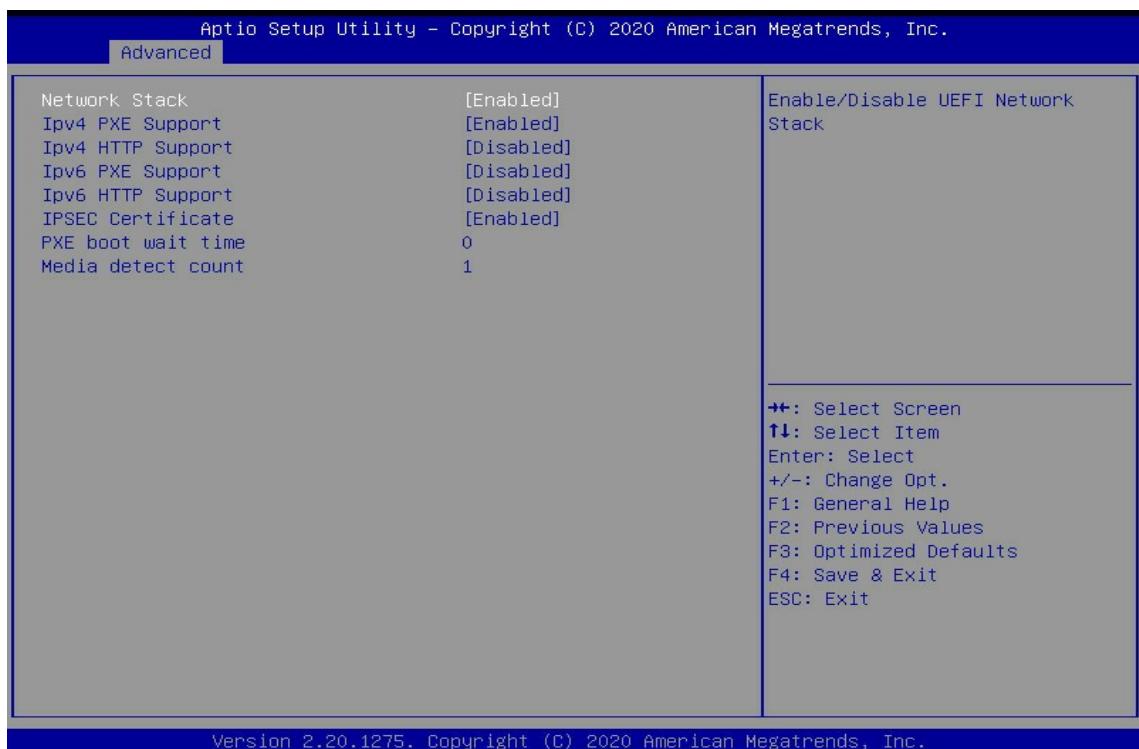 Aptio Setup Utility – Copyright (C) 2020 American Megatrends, Inc.
Advanced
Network Stack [Enabled]
Ipv4 PXE Support [Enabled]
Ipv4 HTTP Support [Disabled]
Ipv6 PXE Support [Disabled]
Ipv6 HTTP Support [Disabled]
IPSEC Certificate [Enabled]
PXE boot wait time 0
Media detect count 1
Enable/Disable UEFI Network
Stack
→←: Select Screen
↑↓: Select Item
Enter: Select
+/-: Change Opt.
F1: General Help
F2: Previous Values
F3: Optimized Defaults
F4: Save & Exit
ESC: Exit
Version 2.20.1275. Copyright (C) 2020 American Megatrends, Inc.